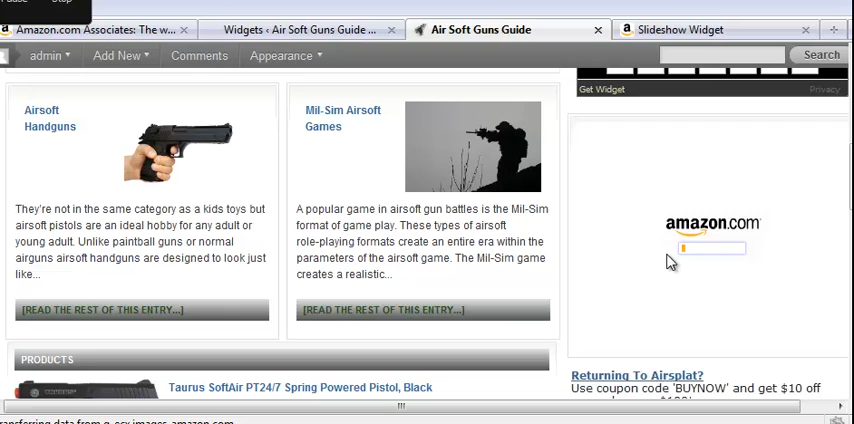 Pause Stop
Amazon.com Associates: The w... Widgets ‹ Air Soft Guns Guide ... Air Soft Guns Guide Slideshow Widget
admin Add New Comments Appearance Search
Get Widget Privacy
Airsoft
Handguns
They're not in the same category as a kids toys but
airsoft pistols are an ideal hobby for any adult or
young adult. Unlike paintball guns or normal
airguns airsoft handguns are designed to look just
like...
[READ THE REST OF THIS ENTRY...]
Mil-Sim Airsoft
Games
A popular game in airsoft gun battles is the Mil-Sim
format of game play. These types of airsoft
role-playing formats create an entire era within the
parameters of the airsoft game. The Mil-Sim game
creates a realistic...
[READ THE REST OF THIS ENTRY...]
amazon.com
PRODUCTS
Taurus SoftAir PT24/7 Spring Powered Pistol, Black
Returning To Airsplat?
Use coupon code 'BUYNOW' and get $10 off